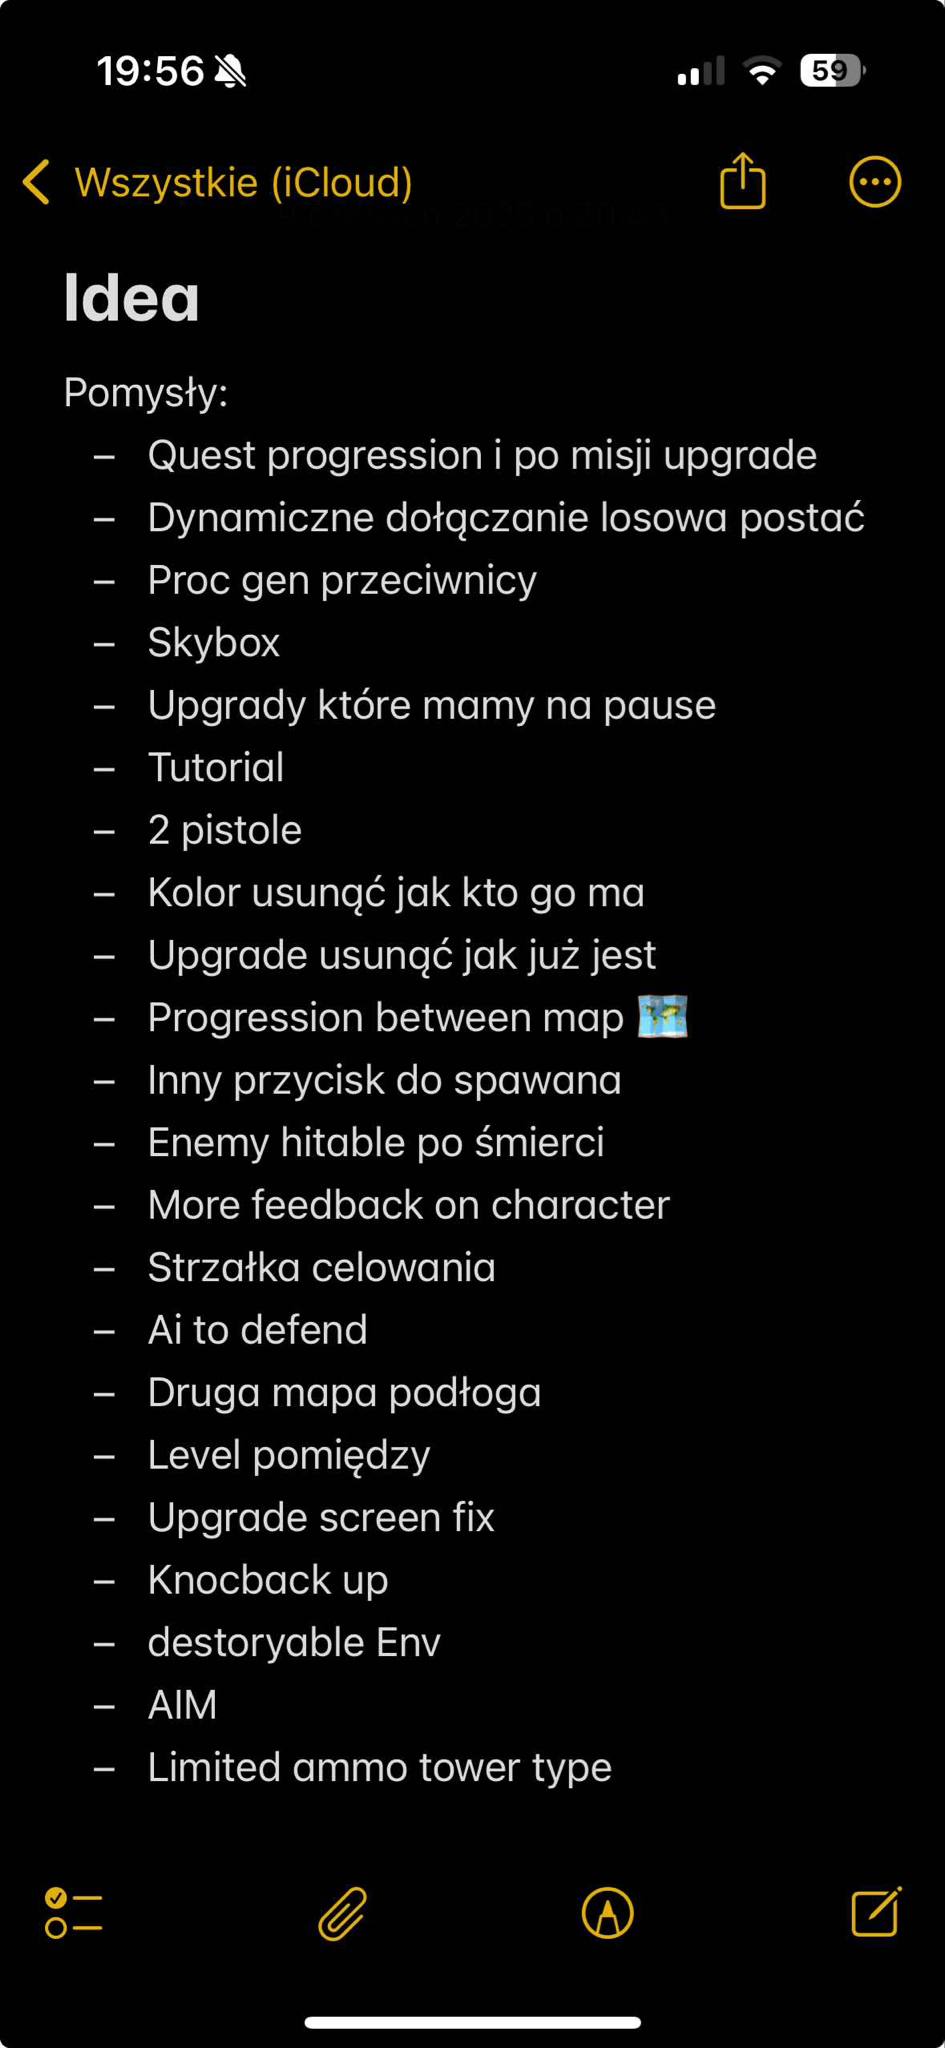 19:56
59
Wszystkie (iCloud)
Idea
Pomysły:
– Quest progression i po misji upgrade
– Dynamiczne dołączanie losowa postać
– Proc gen przeciwnicy
– Skybox
– Upgrady które mamy na pause
– Tutorial
– 2 pistole
– Kolor usunąć jak kto go ma
– Upgrade usunąć jak już jest
– Progression between map 🗺️
– Inny przycisk do spawana
– Enemy hitable po śmierci
– More feedback on character
– Strzałka celowania
– Ai to defend
– Druga mapa podłoga
– Level pomiędzy
– Upgrade screen fix
– Knocback up
– destoryable Env
– AIM
– Limited ammo tower type